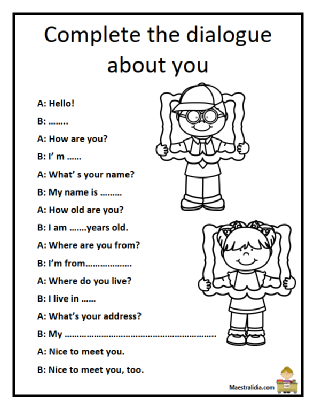 Complete the dialogue
about you
A: Hello!
B: ……..
A: How are you?
B: I' m ……
A: What' s your name?
B: My name is ………
A: How old are you?
B: I am …….years old.
A: Where are you from?
B: I'm from………………
A: Where do you live?
B: I live in ……
A: What's your address?
B: My ……………………………………………..
A: Nice to meet you.
B: Nice to meet you, too.
Maestralidia.com